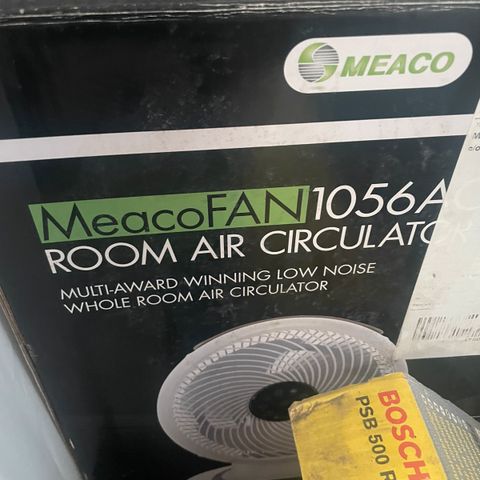 MEACO
MeacoFAN 1056AC
ROOM AIR CIRCULATOR
MULTI-AWARD WINNING LOW NOISE
WHOLE ROOM AIR CIRCULATOR
BOSCH
PSB 500 R